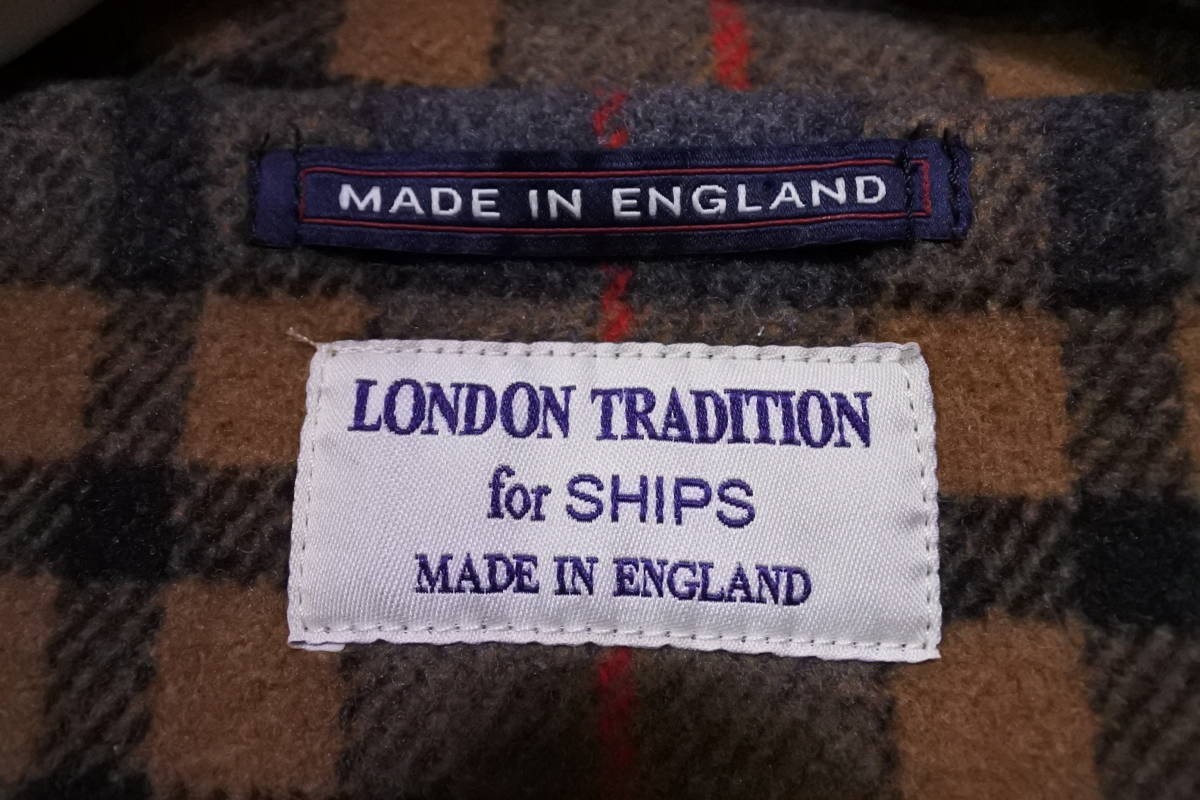 MADE IN ENGLAND
LONDON TRADITION
for SHIPS
MADE IN ENGLAND